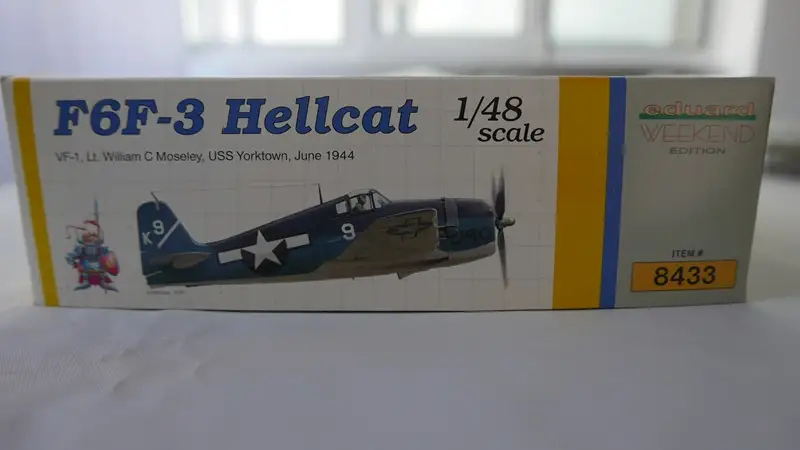 F6F-3 Hellcat
1/48
scale
VF-1, Lt. William C Moseley, USS Yorktown, June 1944
9
K
9
eduard
WEEKEND
EDITION
ITEM.#
8433